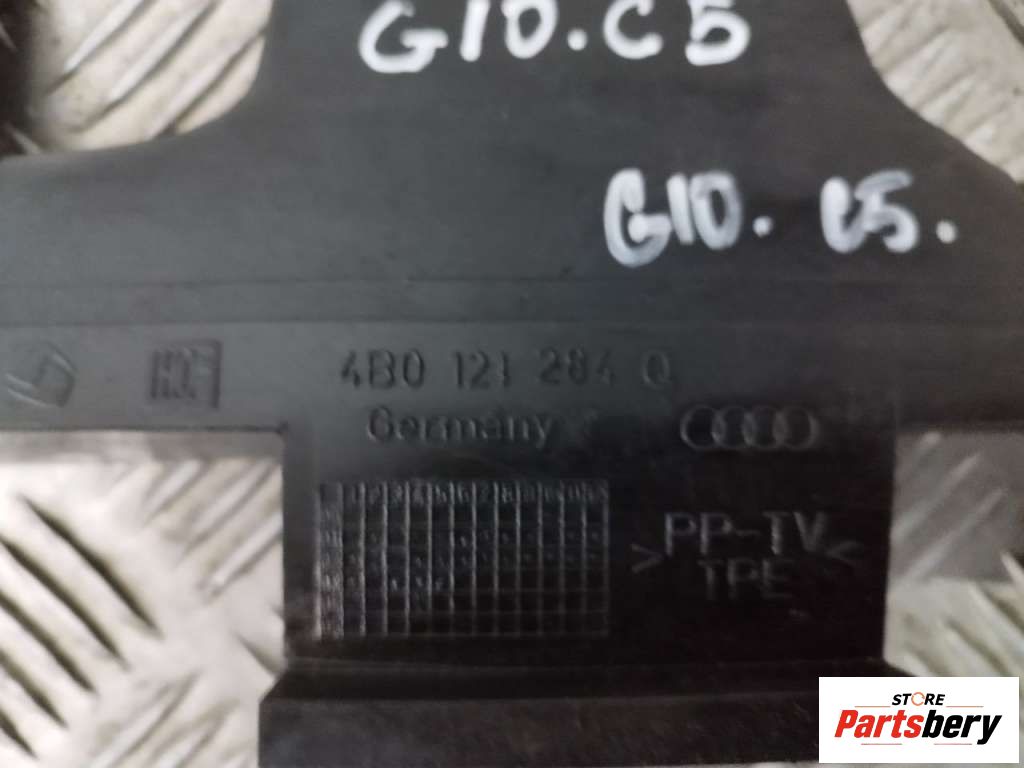 G10.C5
G10. C5.
4B0 121 284 Q
Germany
PP-TV
> <
TPE
STORE
Partsbery